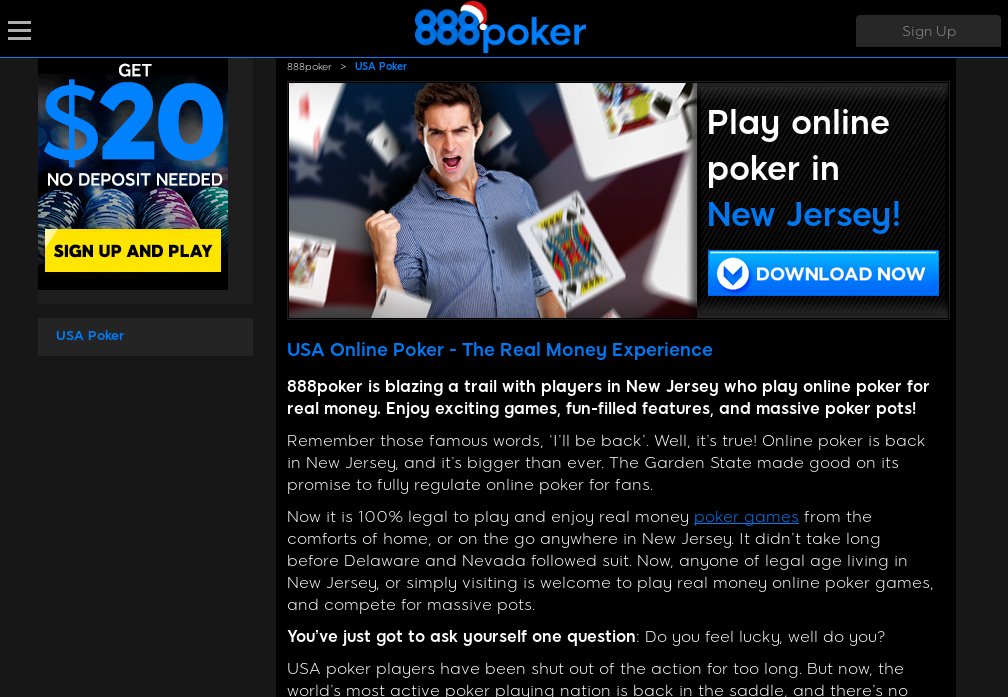 888poker
Sign Up
GET
$20
NO DEPOSIT NEEDED
SIGN UP AND PLAY
USA Poker
888poker > USA Poker
Play online
poker in
New Jersey!
DOWNLOAD NOW
USA Online Poker - The Real Money Experience
888poker is blazing a trail with players in New Jersey who play online poker for
real money. Enjoy exciting games, fun-filled features, and massive poker pots!
Remember those famous words, ‘I’ll be back’. Well, it’s true! Online poker is back
in New Jersey, and it’s bigger than ever. The Garden State made good on its
promise to fully regulate online poker for fans.
Now it is 100% legal to play and enjoy real money poker games from the
comforts of home, or on the go anywhere in New Jersey. It didn’t take long
before Delaware and Nevada followed suit. Now, anyone of legal age living in
New Jersey, or simply visiting is welcome to play real money online poker games,
and compete for massive pots.
You’ve just got to ask yourself one question: Do you feel lucky, well do you?
USA poker players have been shut out of the action for too long. But now, the
world’s most active poker playing nation is back in the saddle, and there’s no